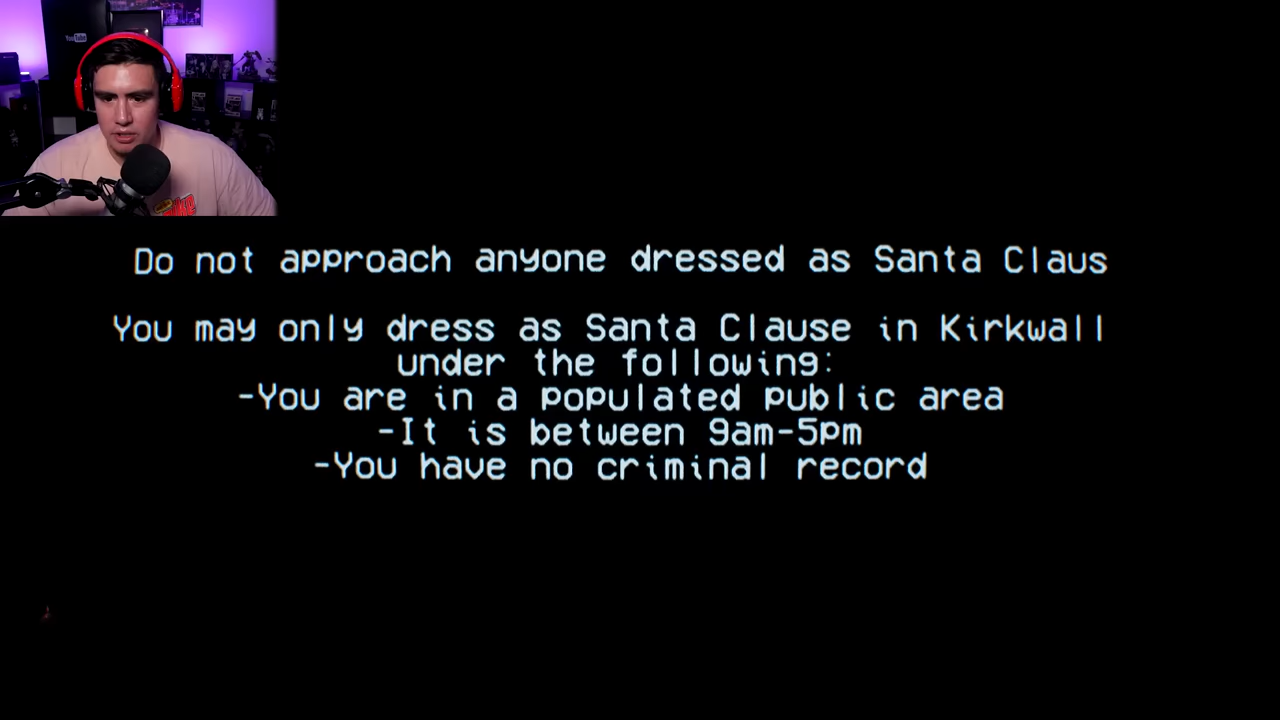 YouTube
Do not approach anyone dressed as Santa Claus
You may only dress as Santa Clause in Kirkwall
under the following:
-You are in a populated public area
-It is between 9am-5pm
-You have no criminal record